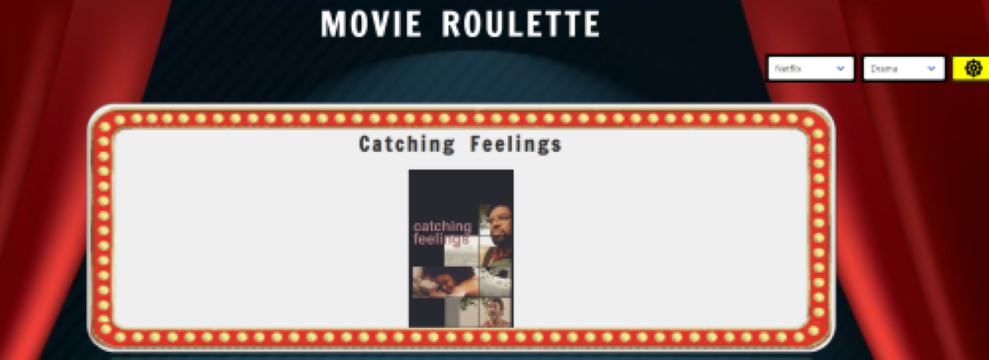 MOVIE ROULETTE
Netflix
Drama
Catching Feelings
catching
feelings